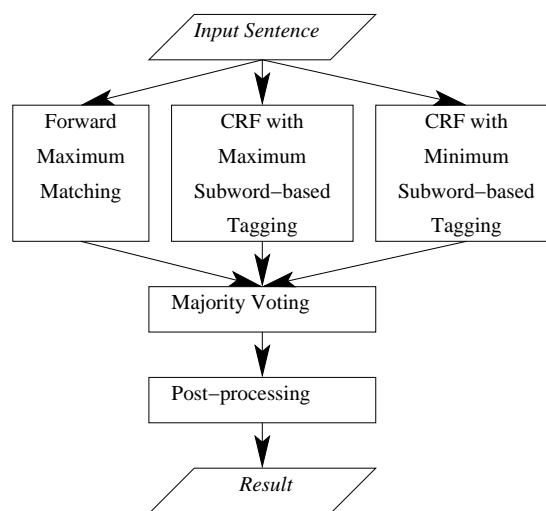 Input Sentence
Forward
Maximum
Matching
CRF with
Maximum
Subword−based
Tagging
CRF with
Minimum
Subword−based
Tagging
Majority Voting
Post−processing
Result